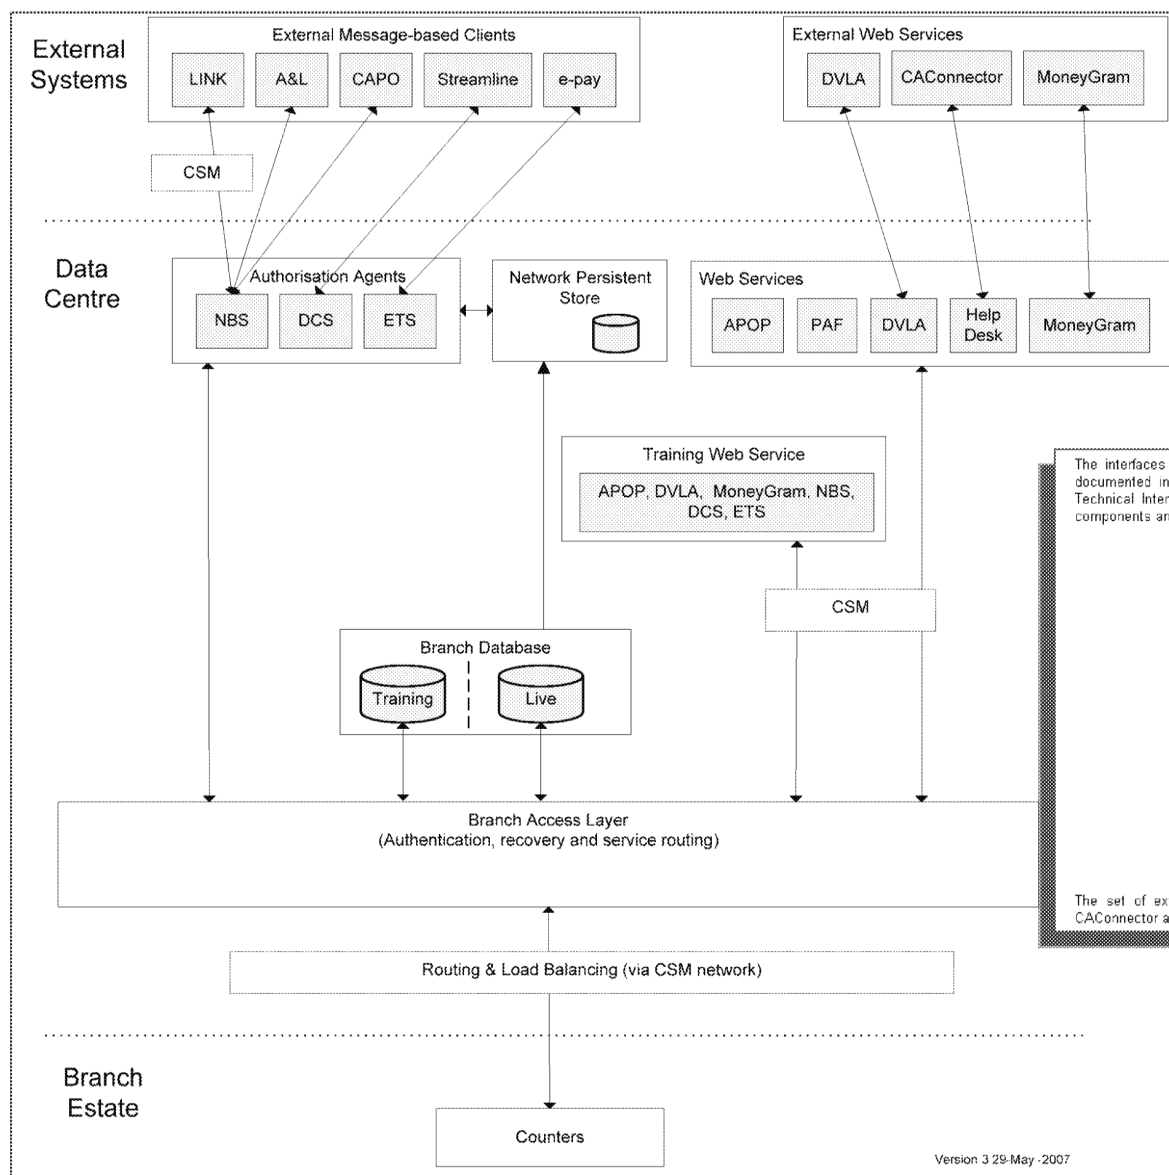 External
Systems
External Message-based Clients
LINK
A&L
CAPO
Streamline
e-pay
External Web Services
DVLA
CAConnector
MoneyGram
CSM
Data
Centre
Authorisation Agents
NBS
DCS
ETS
Network Persistent
Store
Web Services
APOP
PAF
DVLA
Help
Desk
MoneyGram
Training Web Service
APOP, DVLA, MoneyGram, NBS,
DCS, ETS
The interfaces
documented in
Technical Inter
components an
CSM
Branch Database
Training
Live
Branch Access Layer
(Authentication, recovery and service routing)
The set of ex
CAConnector a
Routing & Load Balancing (via CSM network)
Branch
Estate
Counters
Version 3 29-May -2007